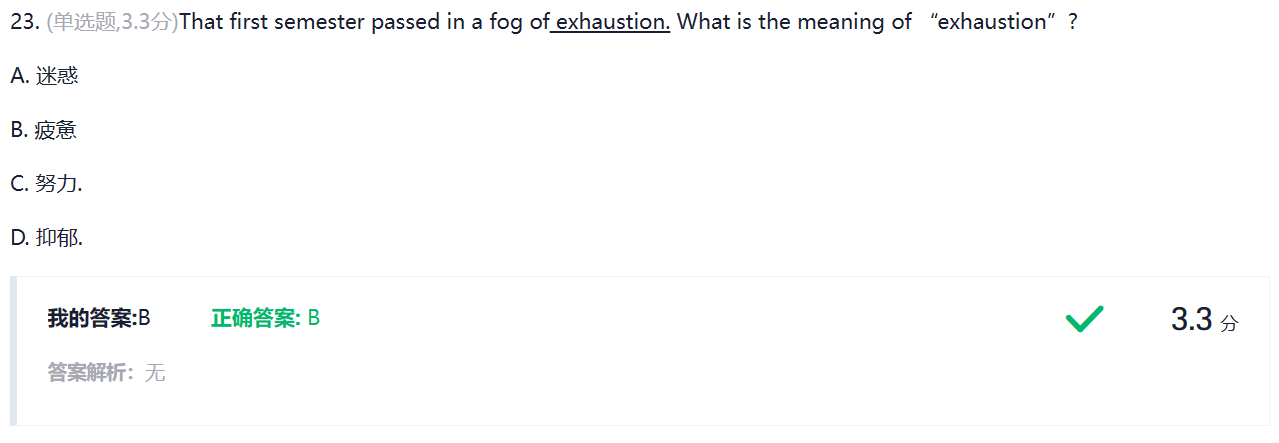 23. (单选题,3.3分)That first semester passed in a fog of exhaustion. What is the meaning of “exhaustion”?
A. 迷惑
B. 疲惫
C. 努力.
D. 抑郁.
我的答案:B 正确答案: B 3.3 分
答案解析：无